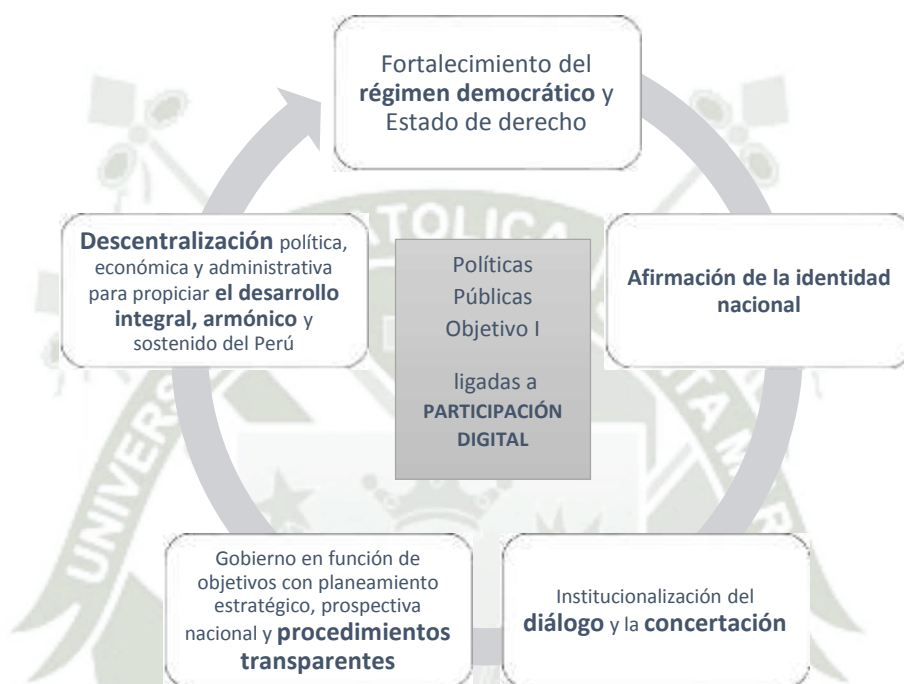 Fortalecimiento del
régimen democrático y
Estado de derecho
Afirmación de la identidad
nacional
Institucionalización del
diálogo y la concertación
Gobierno en función de
objetivos con planeamiento
estratégico, prospectiva
nacional y procedimientos
transparentes
Descentralización política,
económica y administrativa
para propiciar el desarrollo
integral, armónico y
sostenido del Perú
Políticas
Públicas
Objetivo I
ligadas a
PARTICIPACIÓN
DIGITAL